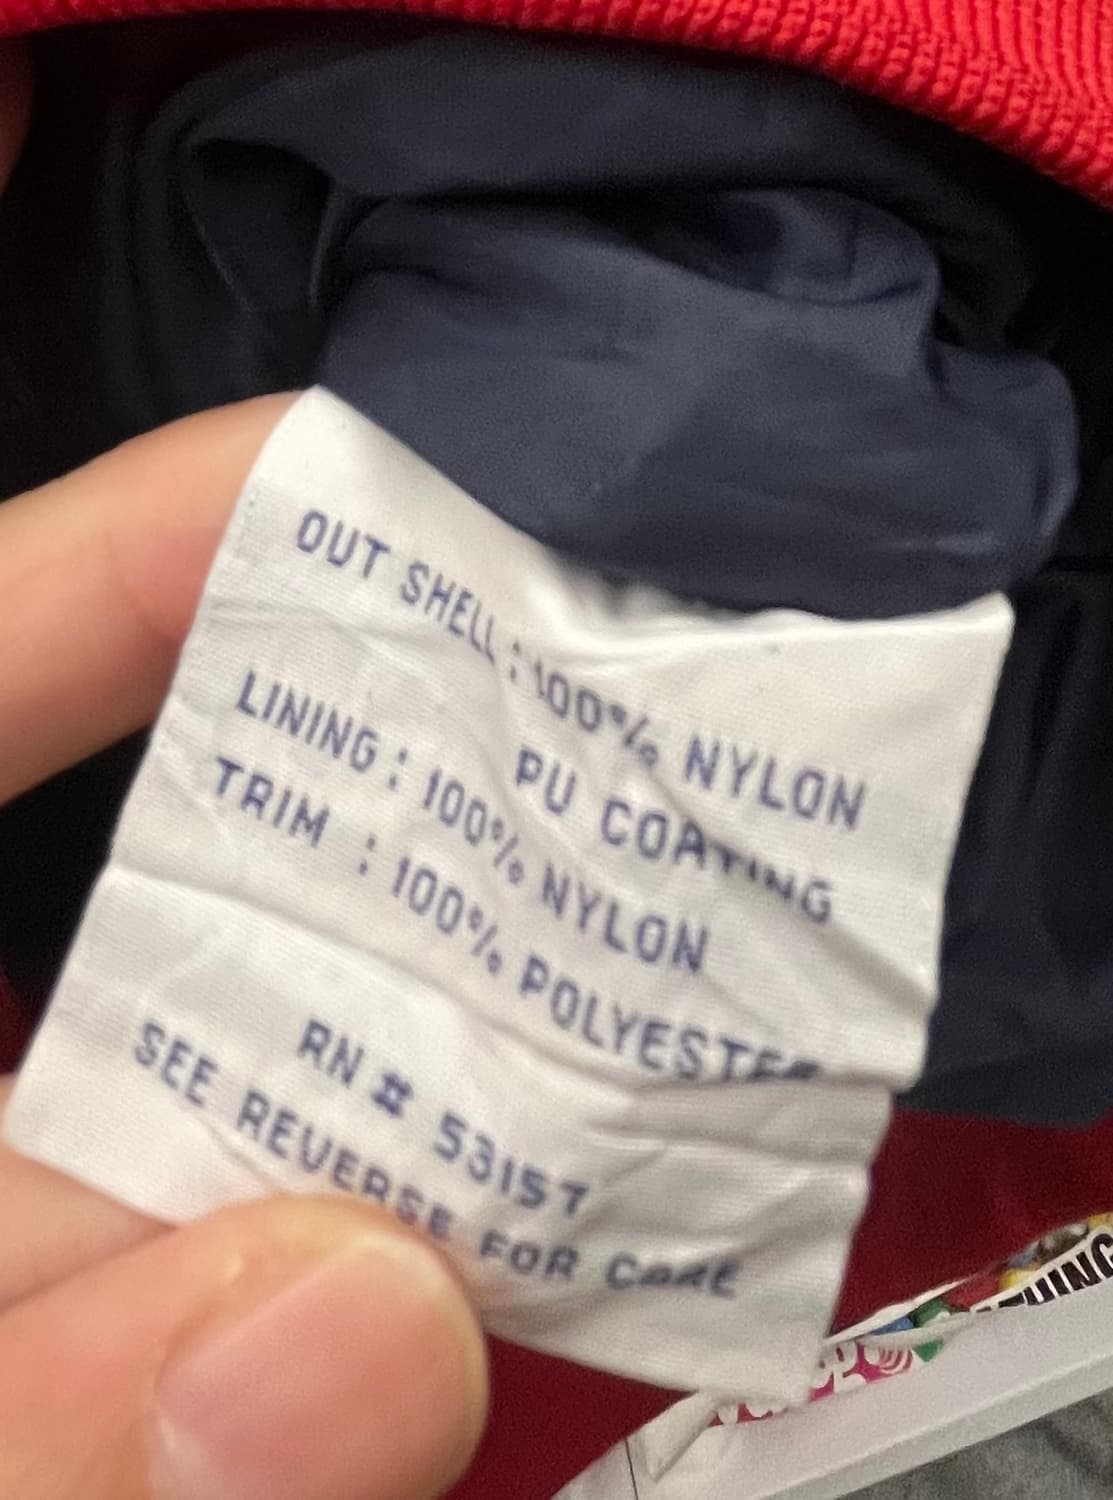 OUT SHELL : 100% NYLON
PU COATING
LINING : 100% NYLON
TRIM : 100% POLYESTER
RN # 53157
SEE REVERSE FOR CARE